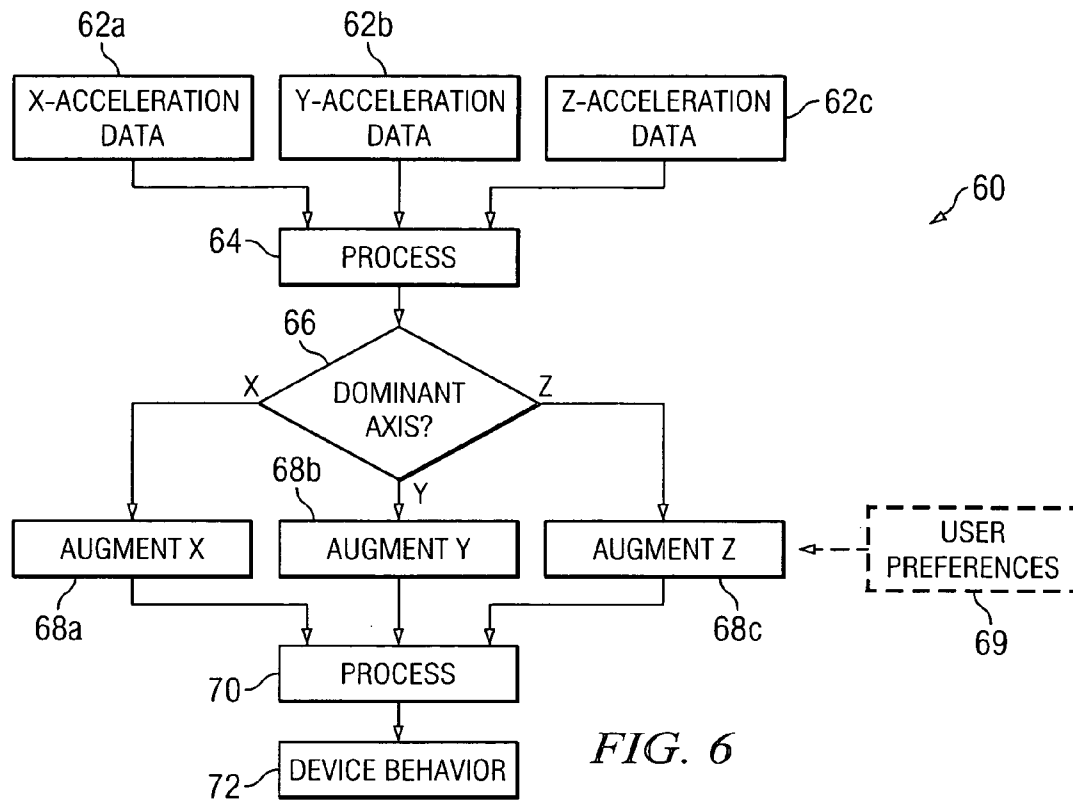 62a
62b
X-ACCELERATION
DATA
Y-ACCELERATION
DATA
Z-ACCELERATION
DATA
62c
60
64
PROCESS
66
X
DOMINANT
AXIS?
Z
Y
68b
AUGMENT X
AUGMENT Y
AUGMENT Z
USER
PREFERENCES
68a
68c
69
70
PROCESS
72
DEVICE BEHAVIOR
FIG. 6